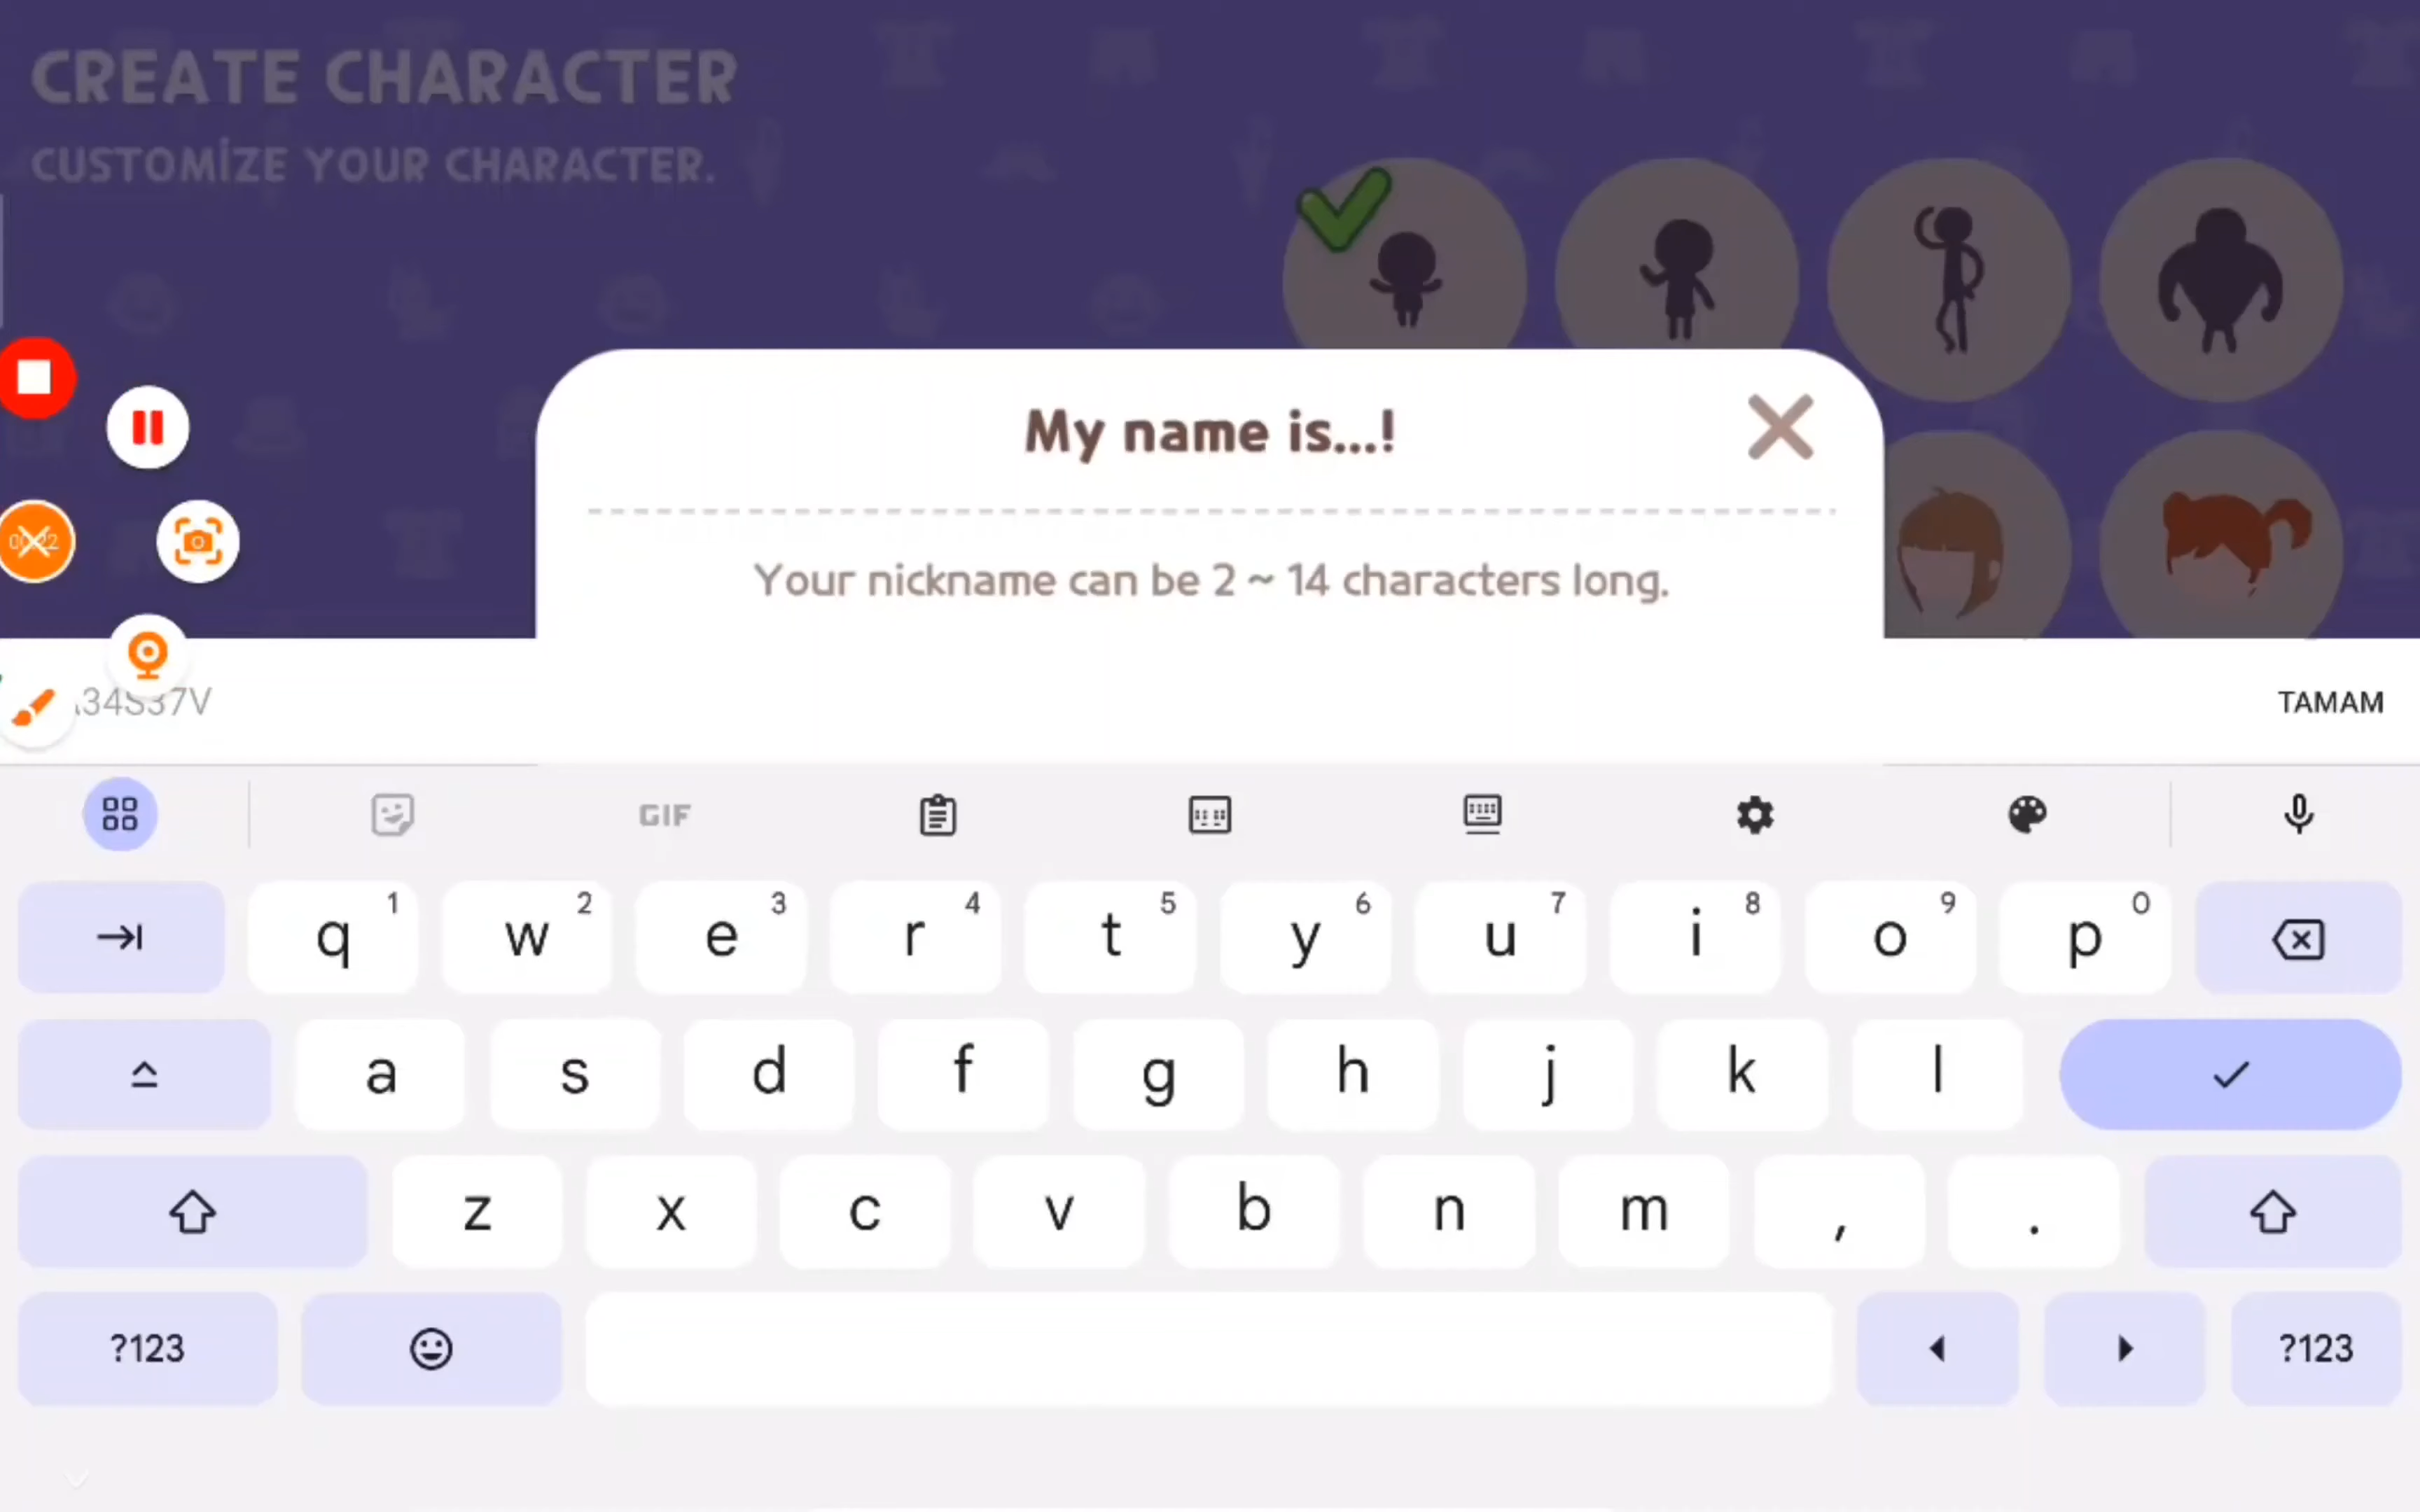 CREATE CHARACTER
CUSTOMİZE YOUR CHARACTER.
My name is...!
Your nickname can be 2 ~ 14 characters long.
TAMAM
GIF
q 1 w 2 e 3 r 4 t 5 y 6 u 7 i 8 o 9 p 0
a s d f g h j k l
z x c v b n m , .
?123 ?123